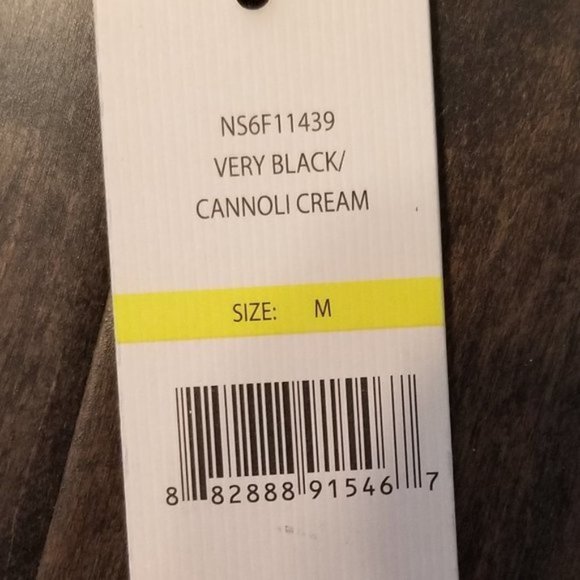 NS6F11439
VERY BLACK/
CANNOLI CREAM
SIZE: M
8 82888 91546 7